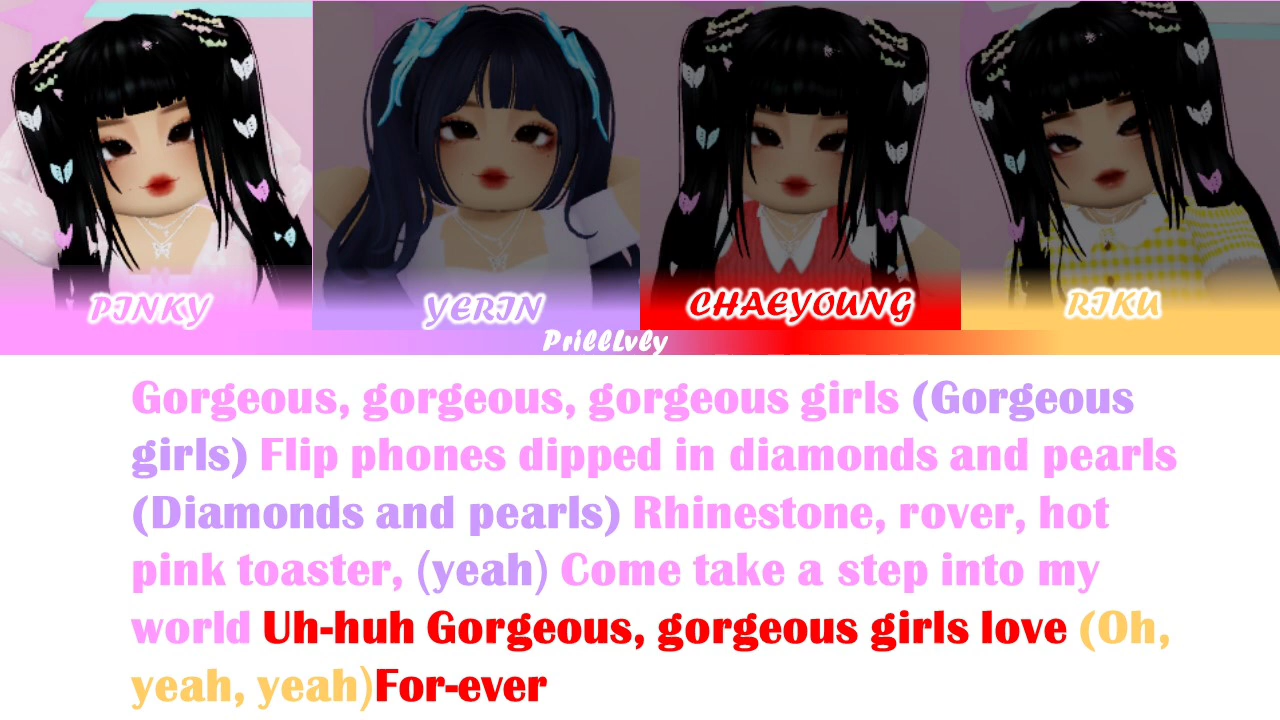 PINKY
YERIN
CHAEYOUNG
RIKU
PrillLvly
Gorgeous, gorgeous, gorgeous girls (Gorgeous
girls) Flip phones dipped in diamonds and pearls
(Diamonds and pearls) Rhinestone, rover, hot
pink toaster, (yeah) Come take a step into my
world Uh-huh Gorgeous, gorgeous girls love (Oh,
yeah, yeah)For-ever